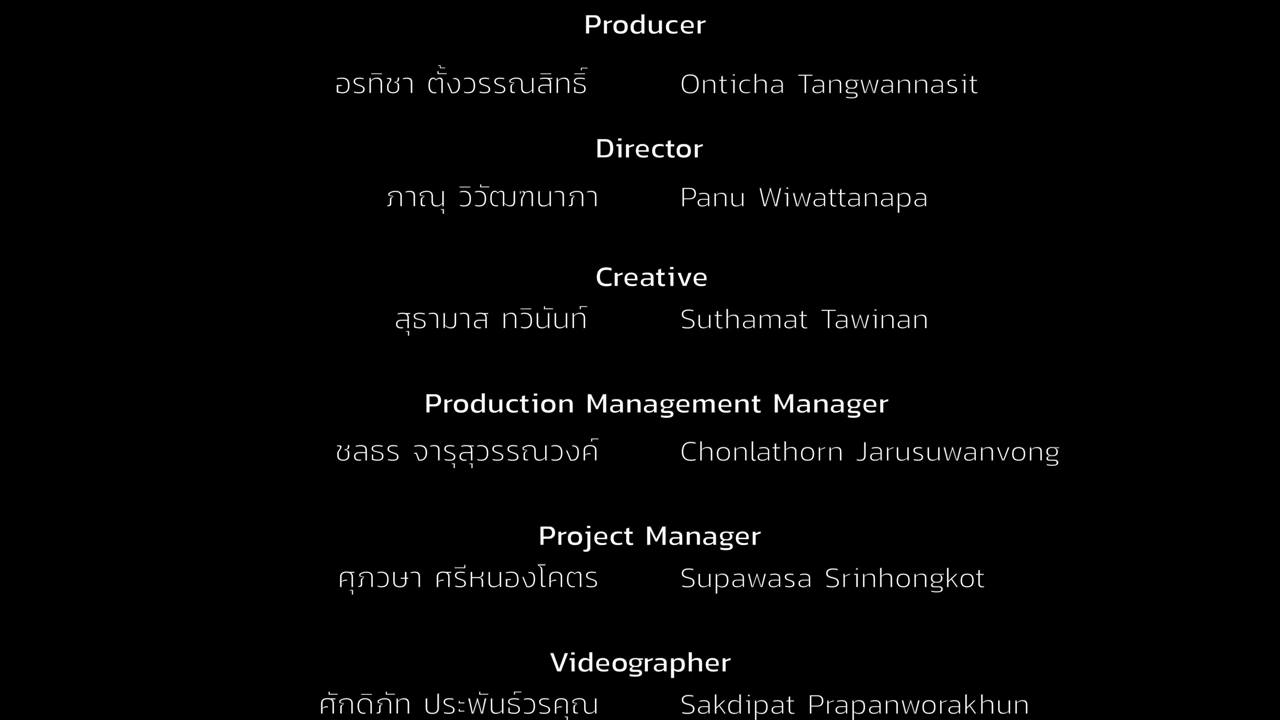 Producer
อรทิชา ตั้งวรรณสิทธิ์ Onticha Tangwannasit
Director
ภาณุ วิวัฒฑนาภา Panu Wiwattanapa
Creative
สุธามาส ทวินันท์ Suthamat Tawinan
Production Management Manager
ชลธร จารุสุวรรณวงค์ Chonlathorn Jarusuwanvong
Project Manager
ศุภวษา ศรีหนองโคตร Supawasa Srinhongkot
Videographer
ศักดิภัท ประพันธ์วรคุณ Sakdipat Prapanworakhun